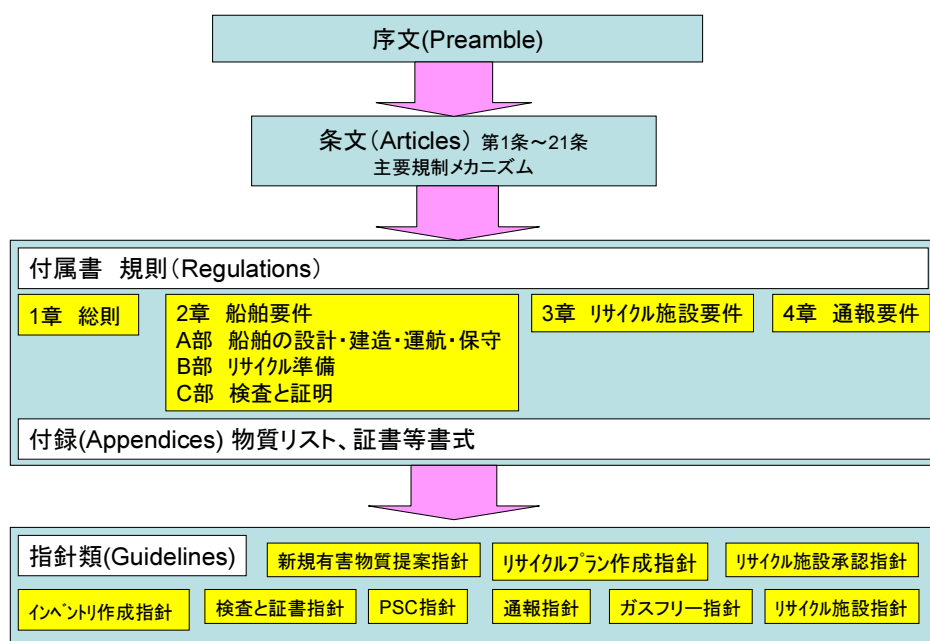 序文(Preamble)
条文(Articles) 第1条～21条
主要規制メカニズム
付属書 規則(Regulations)
1章 総則
2章 船舶要件
A部 船舶の設計・建造・運航・保守
B部 リサイクル準備
C部 検査と証明
3章 リサイクル施設要件
4章 通報要件
付録(Appendices) 物質リスト、証書等書式
指針類(Guidelines)
新規有害物質提案指針
リサイクルプラン作成指針
リサイクル施設承認指針
インベントリ作成指針
検査と証書指針
PSC指針
通報指針
ガスフリー指針
リサイクル施設指針